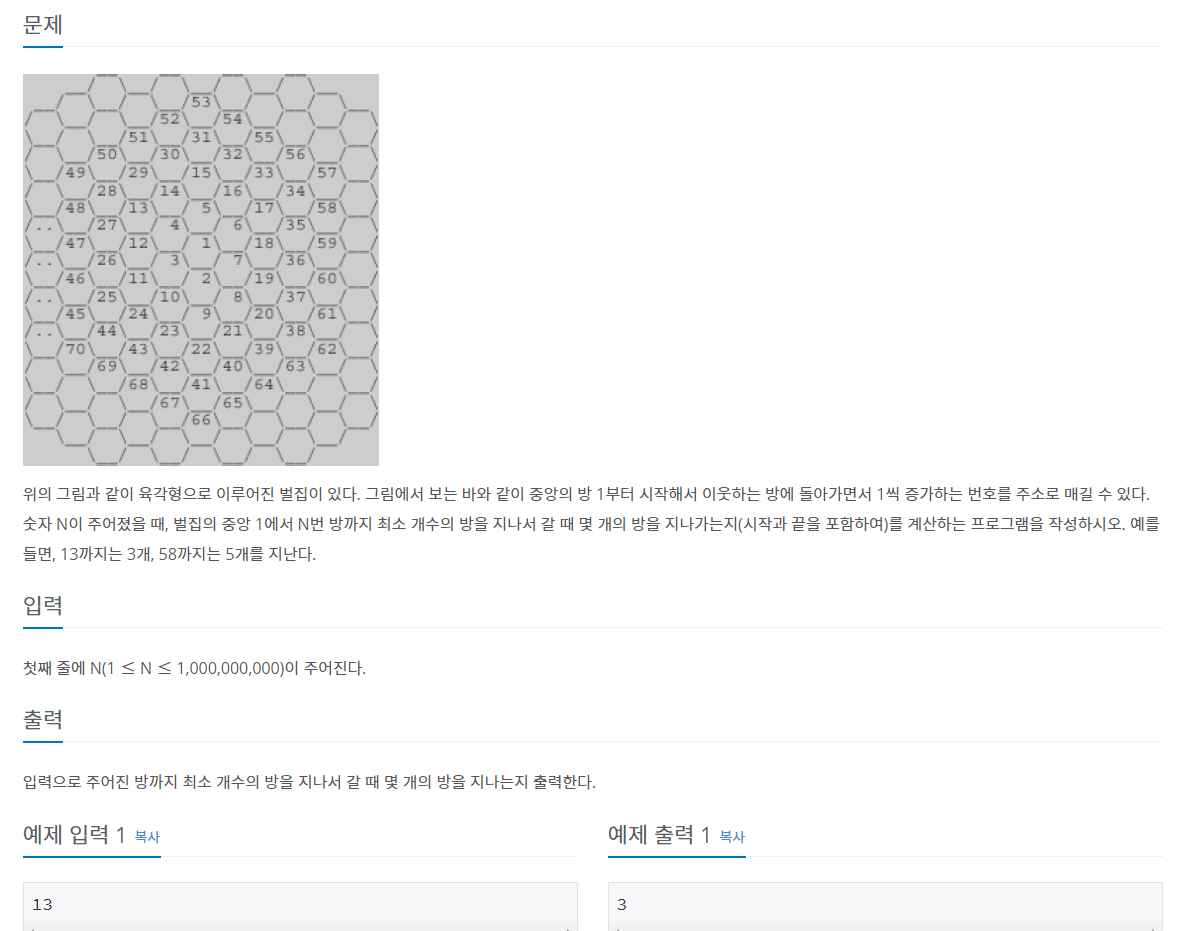 문제
53
52 54
51 31 55
50 30 32 56
49 29 15 33 57
28 14 16 34
48 13 5 17 58
.. 27 4 6 35
47 12 1 18 59
.. 26 3 7 36
46 11 2 19 60
.. 25 10 8 37
45 24 9 20 61
.. 44 23 21 38
70 43 22 39 62
69 42 40 63
68 41 64
67 65
66
위의 그림과 같이 육각형으로 이루어진 벌집이 있다. 그림에서 보는 바와 같이 중앙의 방 1부터 시작해서 이웃하는 방에 돌아가면서 1씩 증가하는 번호를 주소로 매길 수 있다.
숫자 N이 주어졌을 때, 벌집의 중앙 1에서 N번 방까지 최소 개수의 방을 지나서 갈 때 몇 개의 방을 지나가는지(시작과 끝을 포함하여)를 계산하는 프로그램을 작성하시오. 예를
들면, 13까지는 3개, 58까지는 5개를 지난다.
입력
첫째 줄에 N(1 ≤ N ≤ 1,000,000,000)이 주어진다.
출력
입력으로 주어진 방까지 최소 개수의 방을 지나서 갈 때 몇 개의 방을 지나는지 출력한다.
예제 입력 1 복사
13
예제 출력 1 복사
3